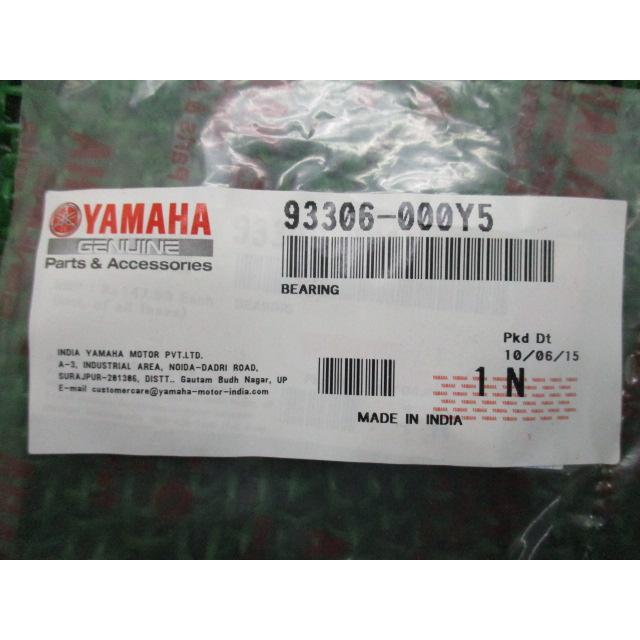 YAMAHA
GENUINE
Parts & Accessories
93306-000Y5
BEARING
INDIA YAMAHA MOTOR PVT.LTD.
A-3, INDUSTRIAL AREA, NOIDA-DADRI ROAD,
SURAJPUR-201306, DISTT.. Gautam Budh Nagar, UP
E-mail customercare@yamaha-motor-india.com
Pkd Dt
10/06/15
1 N
MADE IN INDIA